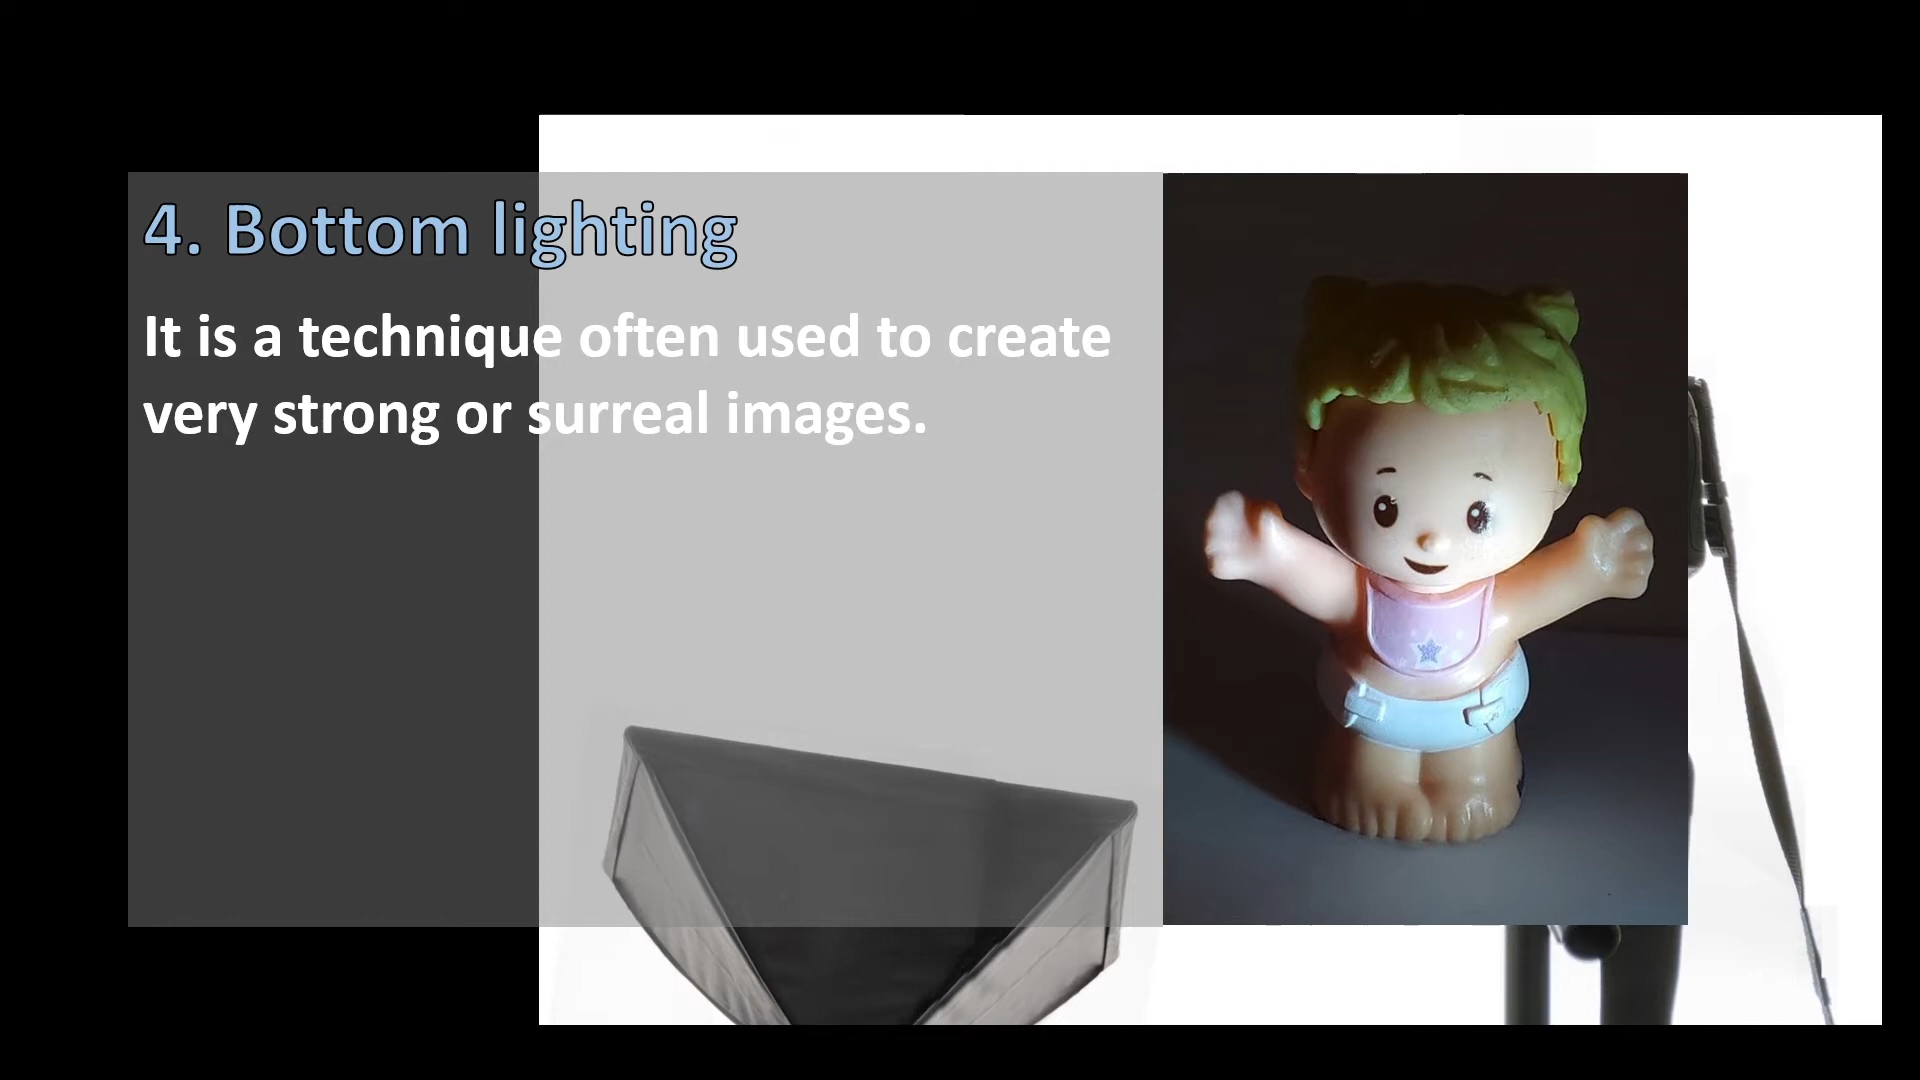 4. Bottom lighting
It is a technique often used to create
very strong or surreal images.